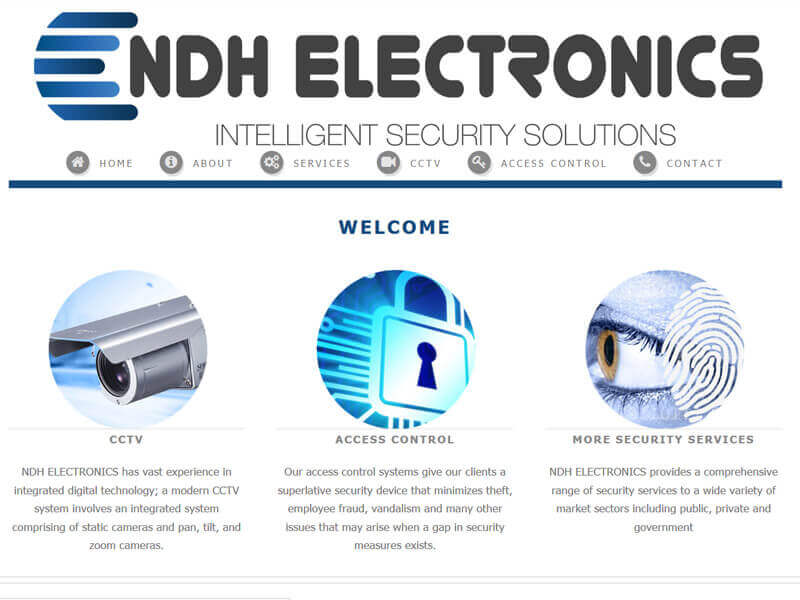 NDH ELECTRONICS
INTELLIGENT SECURITY SOLUTIONS
HOME ABOUT SERVICES CCTV ACCESS CONTROL CONTACT
WELCOME
CCTV
NDH ELECTRONICS has vast experience in
integrated digital technology; a modern CCTV
system involves an integrated system
comprising of static cameras and pan, tilt, and
zoom cameras.
ACCESS CONTROL
Our access control systems give our clients a
superlative security device that minimizes theft,
employee fraud, vandalism and many other
issues that may arise when a gap in security
measures exists.
MORE SECURITY SERVICES
NDH ELECTRONICS provides a comprehensive
range of security services to a wide variety of
market sectors including public, private and
government